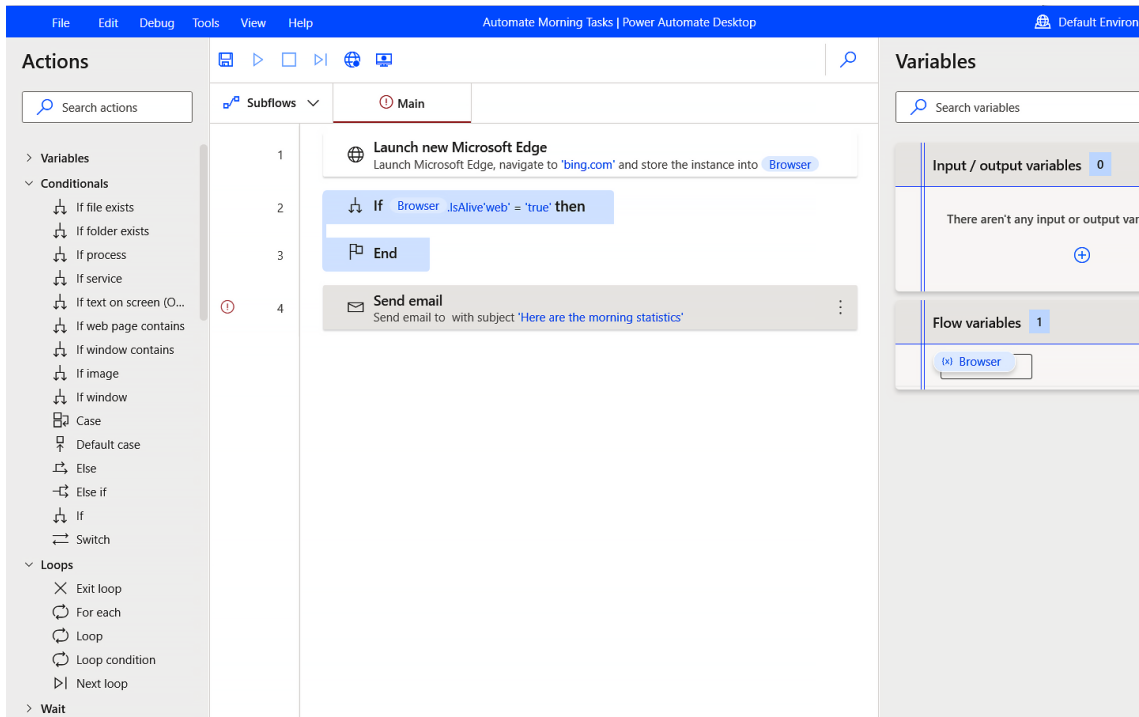 File Edit Debug Tools View Help Automate Morning Tasks | Power Automate Desktop Default Environ
Actions
Search actions
Variables
Conditionals
If file exists
If folder exists
If process
If service
If text on screen (O...
If web page contains
If window contains
If image
If window
Case
Default case
Else
Else if
If
Switch
Loops
Exit loop
For each
Loop
Loop condition
Next loop
Wait
Subflows Main
1 Launch new Microsoft Edge
Launch Microsoft Edge, navigate to 'bing.com' and store the instance into Browser
2 If Browser .IsAlive'web' = 'true' then
3 End
4 Send email
Send email to with subject 'Here are the morning statistics'
Variables
Search variables
Input / output variables 0
There aren't any input or output var
Flow variables 1
(x) Browser